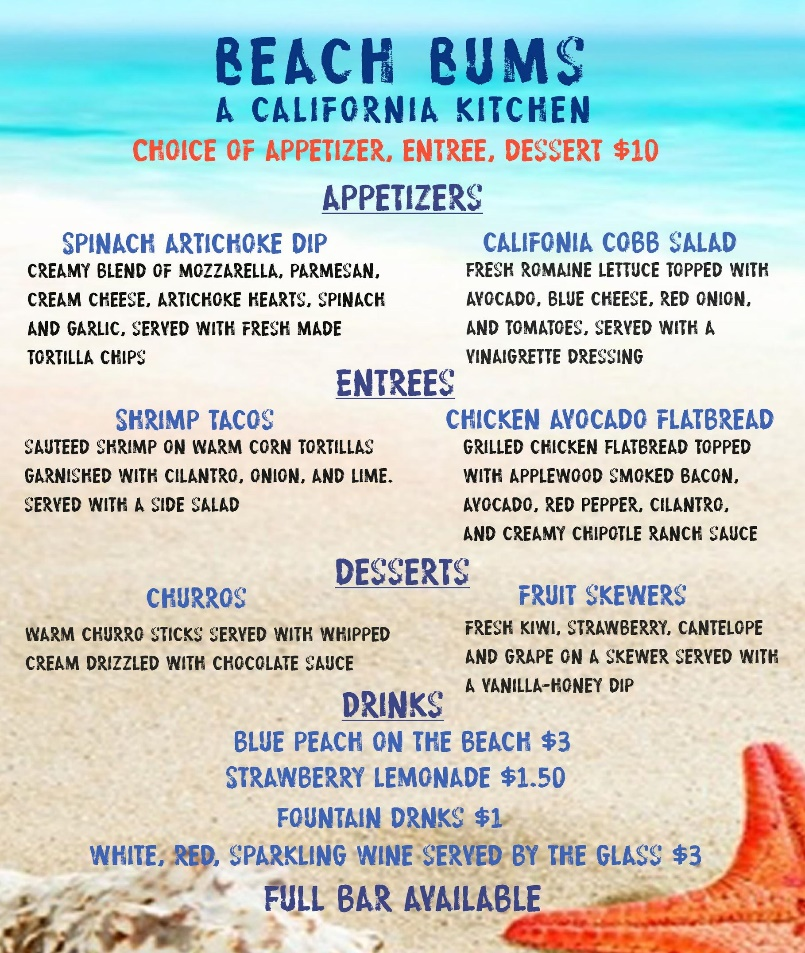 BEACH BUMS
A CALIFORNIA KITCHEN
CHOICE OF APPETIZER, ENTREE, DESSERT $10
APPETIZERS
SPINACH ARTICHOKE DIP
CREAMY BLEND OF MOZZARELLA, PARMESAN,
CREAM CHEESE, ARTICHOKE HEARTS, SPINACH
AND GARLIC, SERVED WITH FRESH MADE
TORTILLA CHIPS
CALIFONIA COBB SALAD
FRESH ROMAINE LETTUCE TOPPED WITH
AVOCADO, BLUE CHEESE, RED ONION,
AND TOMATOES, SERVED WITH A
VINAIGRETTE DRESSING
ENTREES
SHRIMP TACOS
SAUTEED SHRIMP ON WARM CORN TORTILLAS
GARNISHED WITH CILANTRO, ONION, AND LIME.
SERVED WITH A SIDE SALAD
CHICKEN AVOCADO FLATBREAD
GRILLED CHICKEN FLATBREAD TOPPED
WITH APPLEWOOD SMOKED BACON,
AVOCADO, RED PEPPER, CILANTRO,
AND CREAMY CHIPOTLE RANCH SAUCE
DESSERTS
CHURROS
WARM CHURRO STICKS SERVED WITH WHIPPED
CREAM DRIZZLED WITH CHOCOLATE SAUCE
FRUIT SKEWERS
FRESH KIWI, STRAWBERRY, CANTELOPE
AND GRAPE ON A SKEWER SERVED WITH
A VANILLA-HONEY DIP
DRINKS
BLUE PEACH ON THE BEACH $3
STRAWBERRY LEMONADE $1.50
FOUNTAIN DRNKS $1
WHITE, RED, SPARKLING WINE SERVED BY THE GLASS $3
FULL BAR AVAILABLE